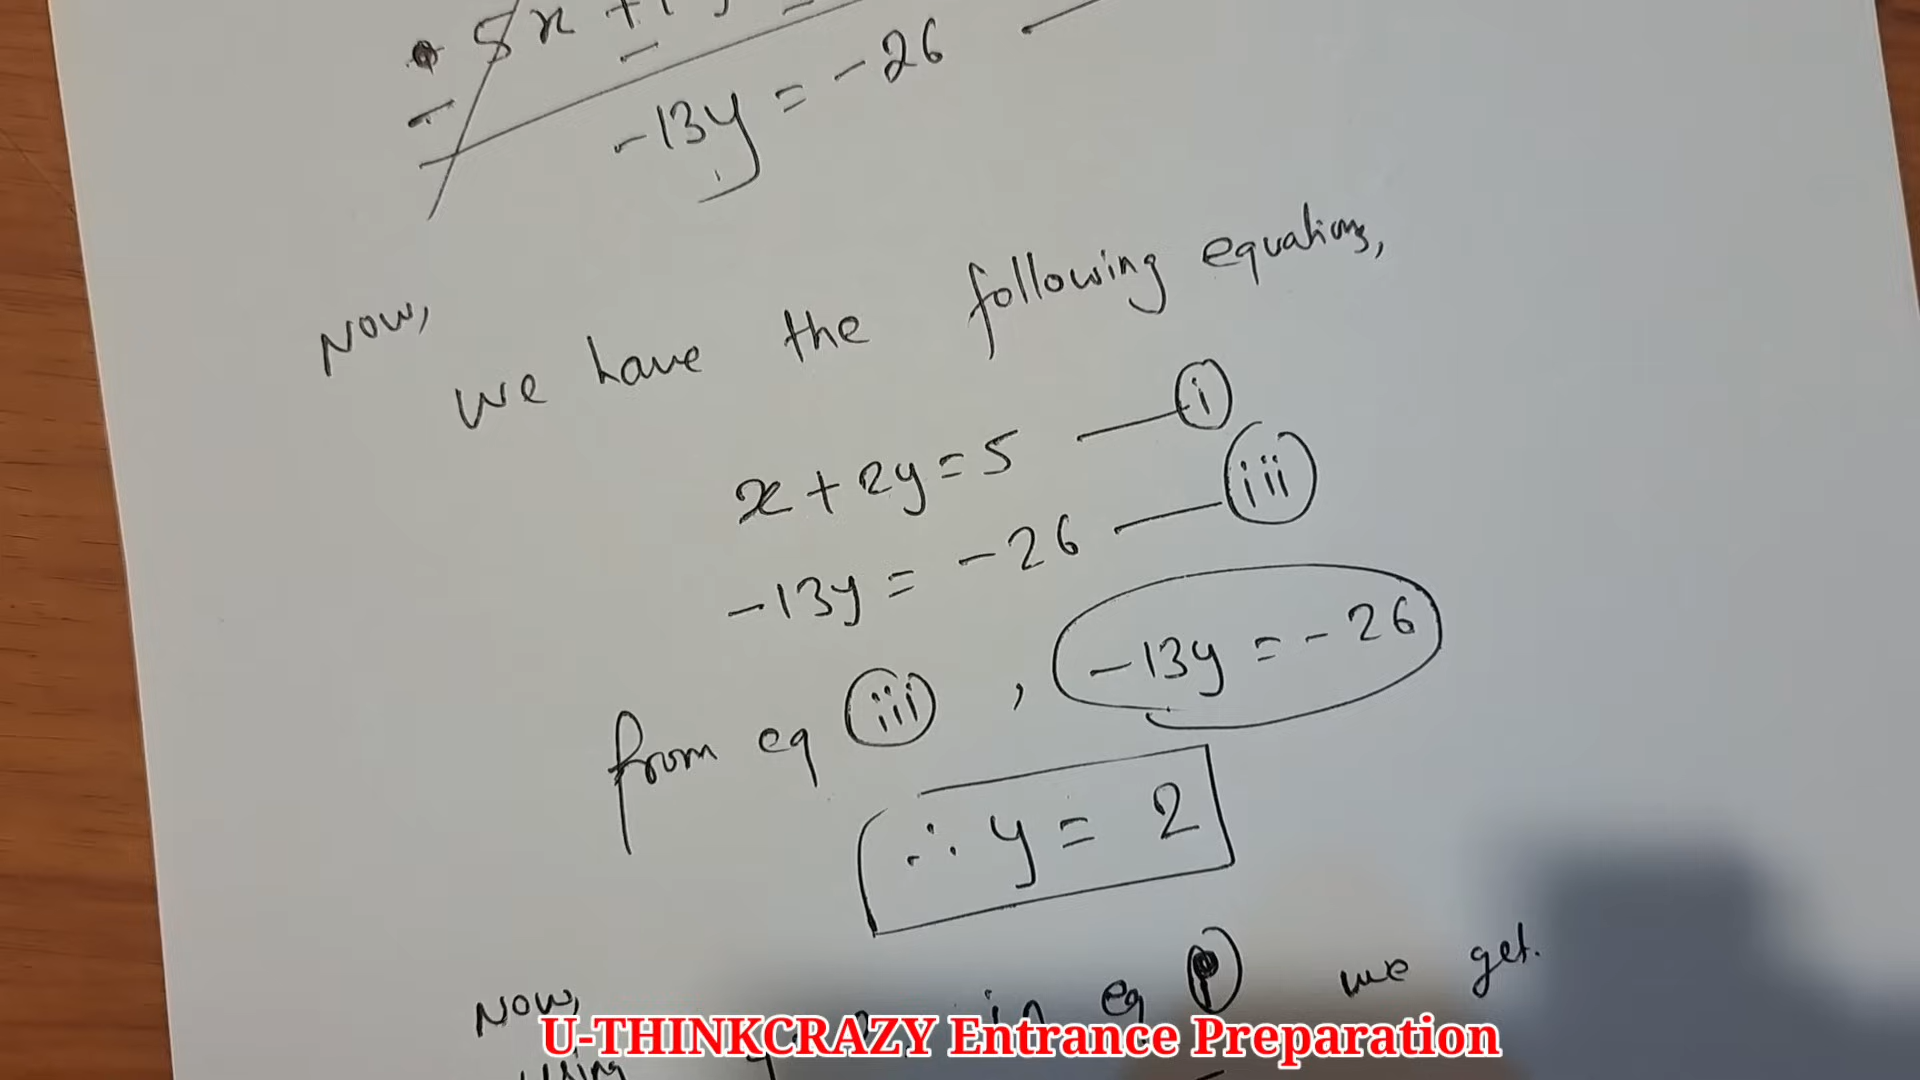 -13y = -26
Now,
we have the following equations,
x + 2y = 5 — i
-13y = -26 — iii
from eq iii , -13y = -26
∴ y = 2
Now, in eq we get.
using
U-THINKCRAZY Entrance Preparation